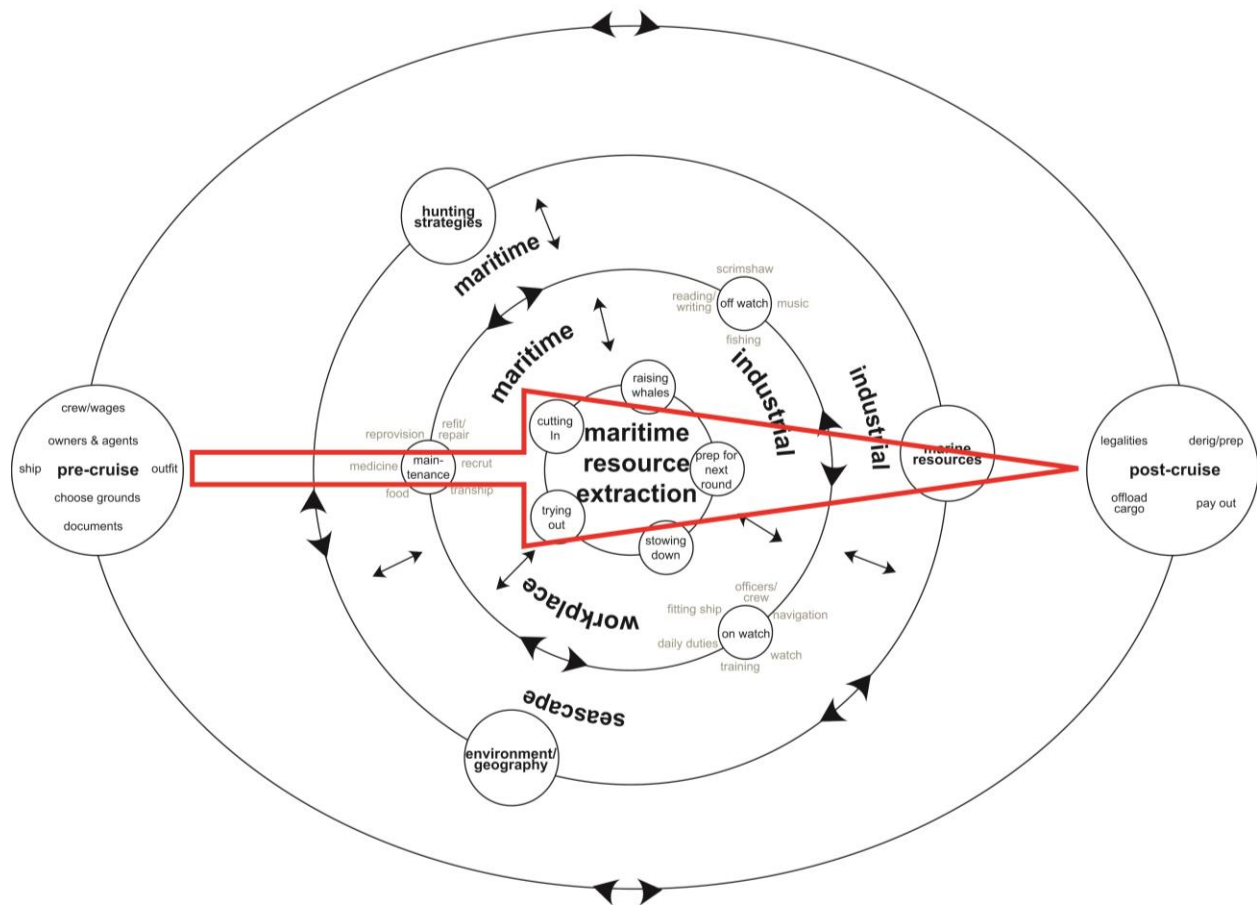 hunting
strategies
maritime
scrimshaw
reading/
writing
off watch
music
fishing
maritime
industrial
industrial
raising
whales
crew/wages
owners & agents
ship
pre-cruise
outfit
choose grounds
documents
refit/
repair
reprovision
medicine
main-
tenance
recrut
food
tranship
cutting
In
maritime
resource
extraction
prep for
next
round
trying
out
stowing
down
marine
resources
legalities
derig/prep
post-cruise
offload
cargo
pay out
workplace
officers/
crew
fitting ship
navigation
on watch
daily duties
watch
training
seascape
environment/
geography